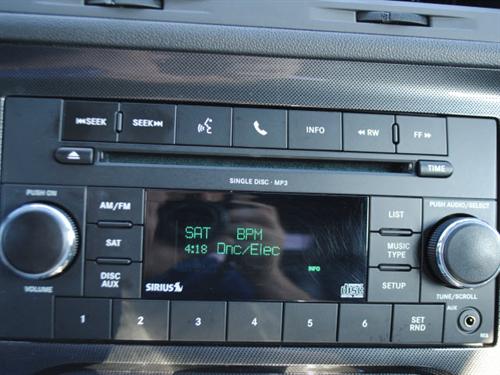 SEEK
SEEK
INFO
RW
FF
TIME
SINGLE DISC · MP3
PUSH ON
VOLUME
AM/FM
SAT
DISC
AUX
SAT BPM
4:18 Dnc/Elec
INFO
SIRIUS
LIST
MUSIC
TYPE
SETUP
PUSH AUDIO/SELECT
TUNE/SCROLL
AUX
1
2
3
4
5
6
SET
RND